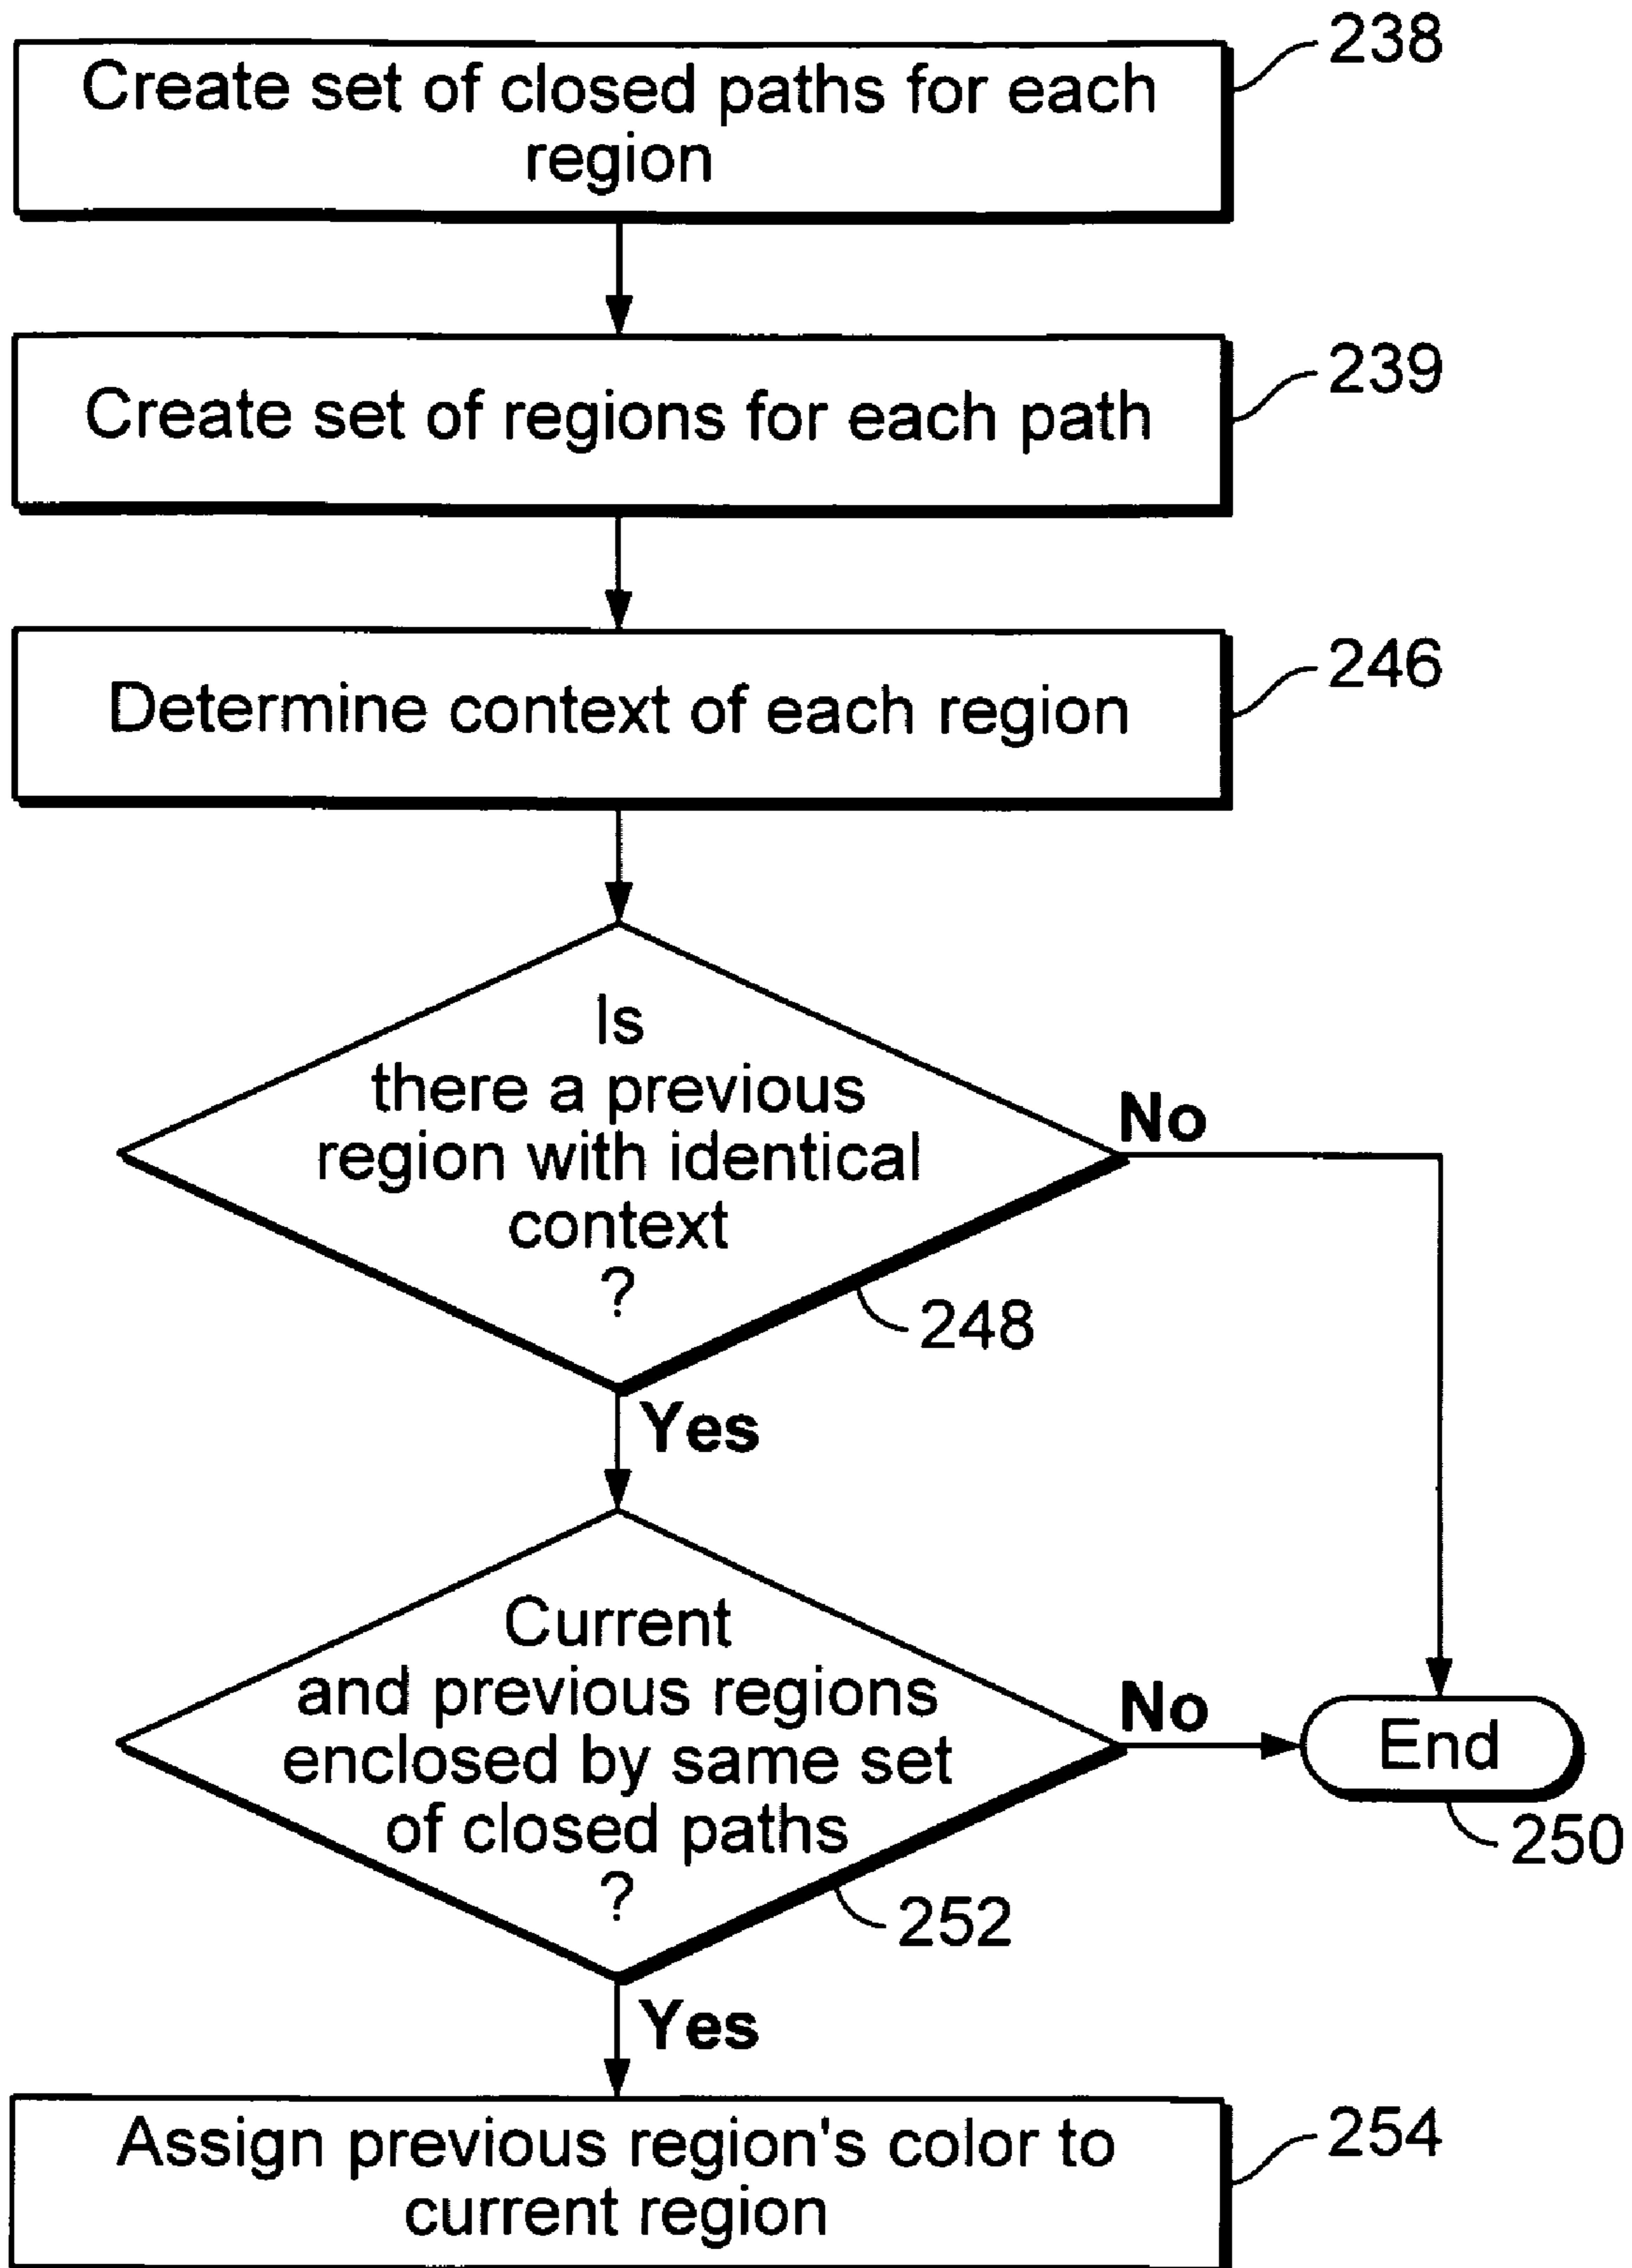 238
Create set of closed paths for each
region
239
Create set of regions for each path
246
Determine context of each region
Is
there a previous
region with identical
context
?
No
248
Yes
Current
and previous regions
enclosed by same set
of closed paths
?
No
End
250
252
Yes
254
Assign previous region's color to
current region